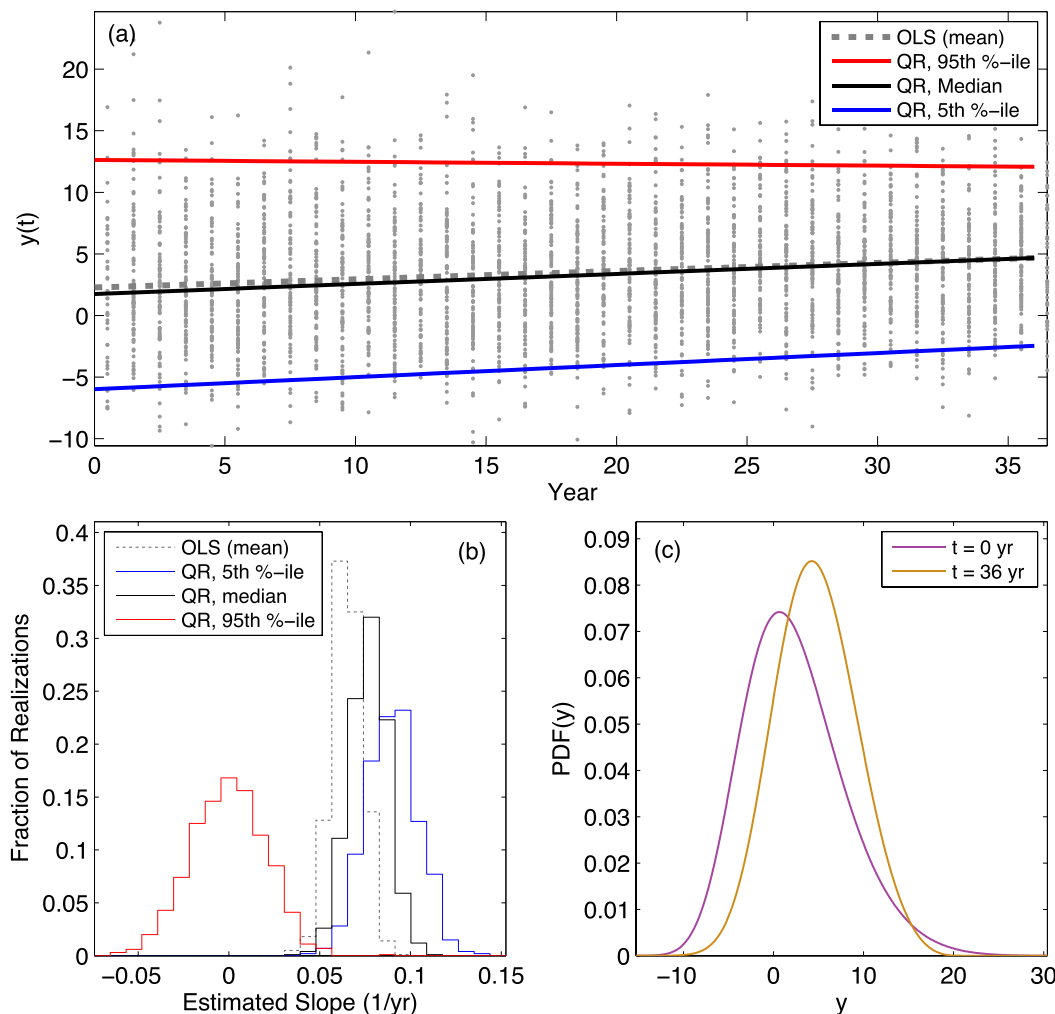 (a)
OLS (mean)
QR, 95th %-ile
QR, Median
QR, 5th %-ile
20
15
10
5
0
−5
−10
y(t)
0
5
10
15
20
25
30
35
Year
(b)
OLS (mean)
QR, 5th %-ile
QR, median
QR, 95th %-ile
0.4
0.35
0.3
0.25
0.2
0.15
0.1
0.05
0
Fraction of Realizations
−0.05
0
0.05
0.1
0.15
Estimated Slope (1/yr)
(c)
t = 0 yr
t = 36 yr
0.09
0.08
0.07
0.06
0.05
0.04
0.03
0.02
0.01
0
PDF(y)
−10
0
10
20
30
y